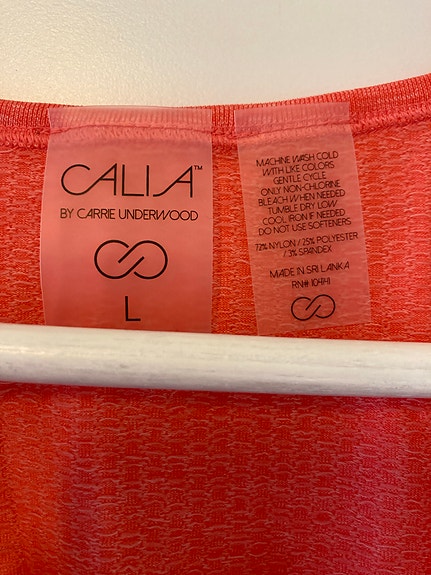 CALIA™
BY CARRIE UNDERWOOD
L
MACHINE WASH COLD
WITH LIKE COLORS
GENTLE CYCLE
ONLY NON-CHLORINE
BLEACH WHEN NEEDED
TUMBLE DRY LOW
COOL IRON IF NEEDED
DO NOT USE SOFTENERS
72% NYLON / 25% POLYESTER
/ 3% SPANDEX
MADE IN SRI LANKA